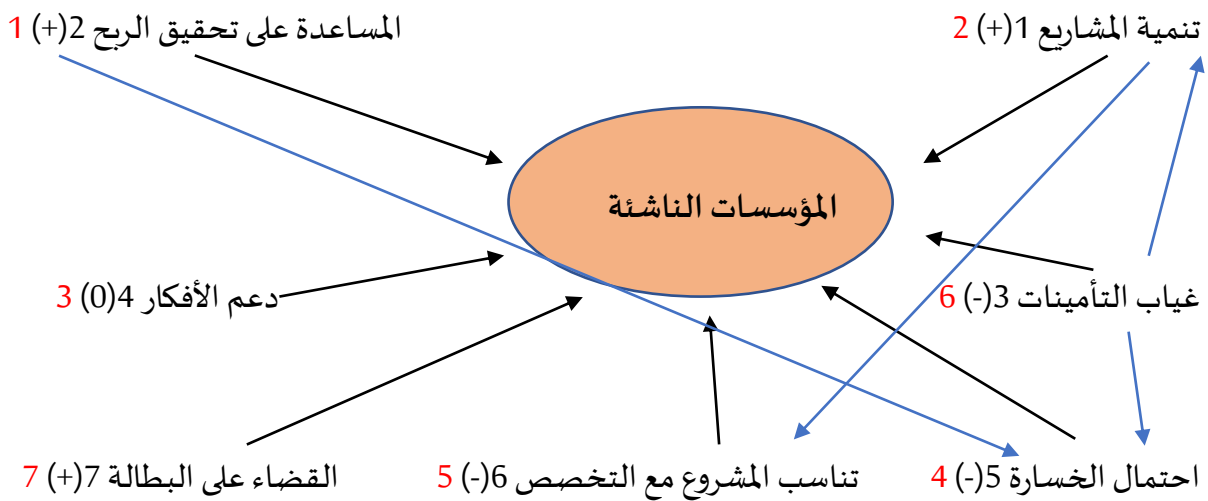 تنمية المشاريع 1(+) 2
المساعدة على تحقيق الربح 2(+) 1
المؤسسات الناشئة
غياب التأمينات 3(-) 6
دعم الأفكار 4(0) 3
احتمال الخسارة 5(-) 4
تناسب المشروع مع التخصص 6(-) 5
القضاء على البطالة 7(+) 7